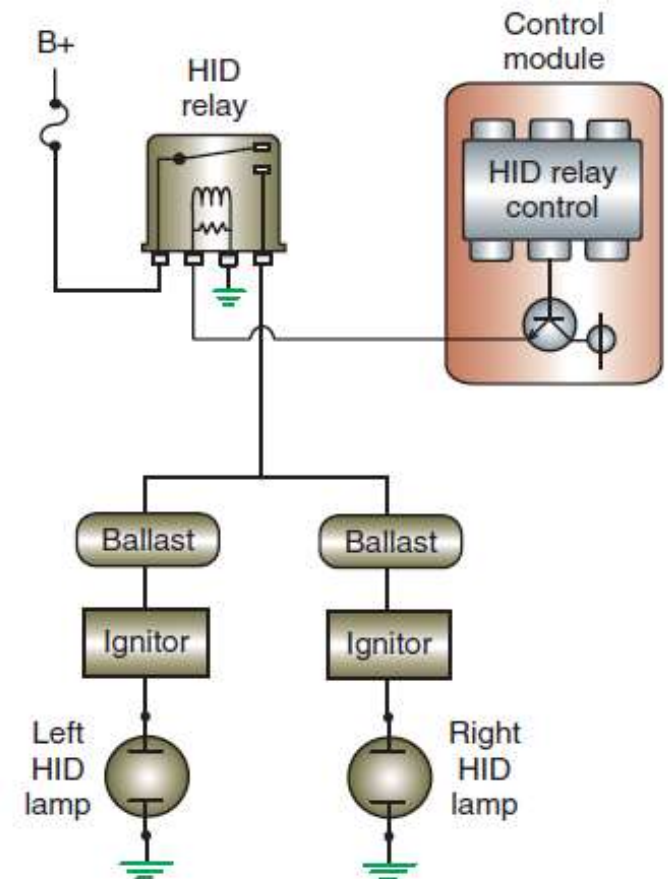 B+
HID
relay
Control
module
HID relay
control
Ballast
Ballast
Ignitor
Ignitor
Left
HID
lamp
Right
HID
lamp